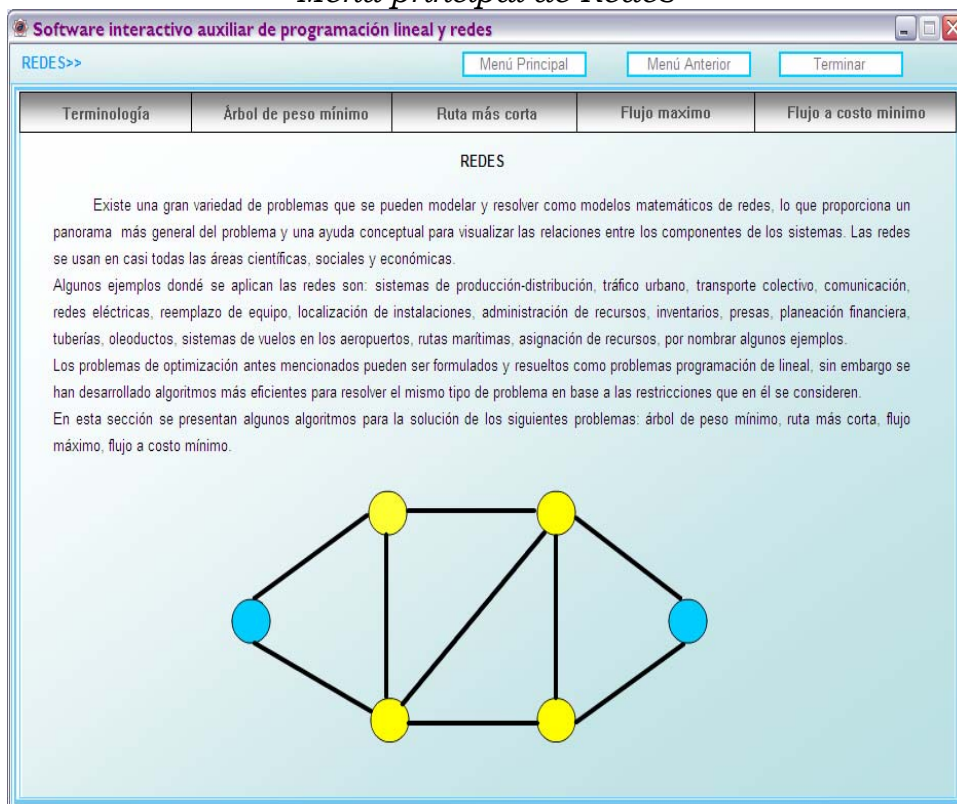 Menú principal de Redes
Software interactivo auxiliar de programación lineal y redes
REDES>>
Menú Principal
Menú Anterior
Terminar
Terminología
Árbol de peso mínimo
Ruta más corta
Flujo maximo
Flujo a costo minimo
REDES
Existe una gran variedad de problemas que se pueden modelar y resolver como modelos matemáticos de redes, lo que proporciona un
panorama más general del problema y una ayuda conceptual para visualizar las relaciones entre los componentes de los sistemas. Las redes
se usan en casi todas las áreas científicas, sociales y económicas.
Algunos ejemplos dondé se aplican las redes son: sistemas de producción-distribución, tráfico urbano, transporte colectivo, comunicación,
redes eléctricas, reemplazo de equipo, localización de instalaciones, administración de recursos, inventarios, presas, planeación financiera,
tuberías, oleoductos, sistemas de vuelos en los aeropuertos, rutas marítimas, asignación de recursos, por nombrar algunos ejemplos.
Los problemas de optimización antes mencionados pueden ser formulados y resueltos como problemas programación de lineal, sin embargo se
han desarrollado algoritmos más eficientes para resolver el mismo tipo de problema en base a las restricciones que en él se consideren.
En esta sección se presentan algunos algoritmos para la solución de los siguientes problemas: árbol de peso mínimo, ruta más corta, flujo
máximo, flujo a costo mínimo.